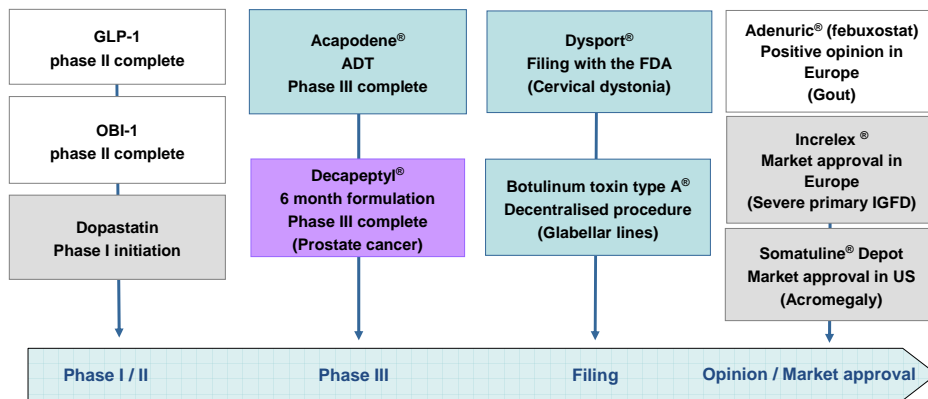 GLP-1
phase II complete
OBI-1
phase II complete
Dopastatin
Phase I initiation
Acapodene®
ADT
Phase III complete
Decapeptyl®
6 month formulation
Phase III complete
(Prostate cancer)
Dysport®
Filing with the FDA
(Cervical dystonia)
Botulinum toxin type A®
Decentralised procedure
(Glabellar lines)
Adenuric® (febuxostat)
Positive opinion in
Europe
(Gout)
Increlex ®
Market approval in
Europe
(Severe primary IGFD)
Somatuline® Depot
Market approval in US
(Acromegaly)
Phase I / II
Phase III
Filing
Opinion / Market approval